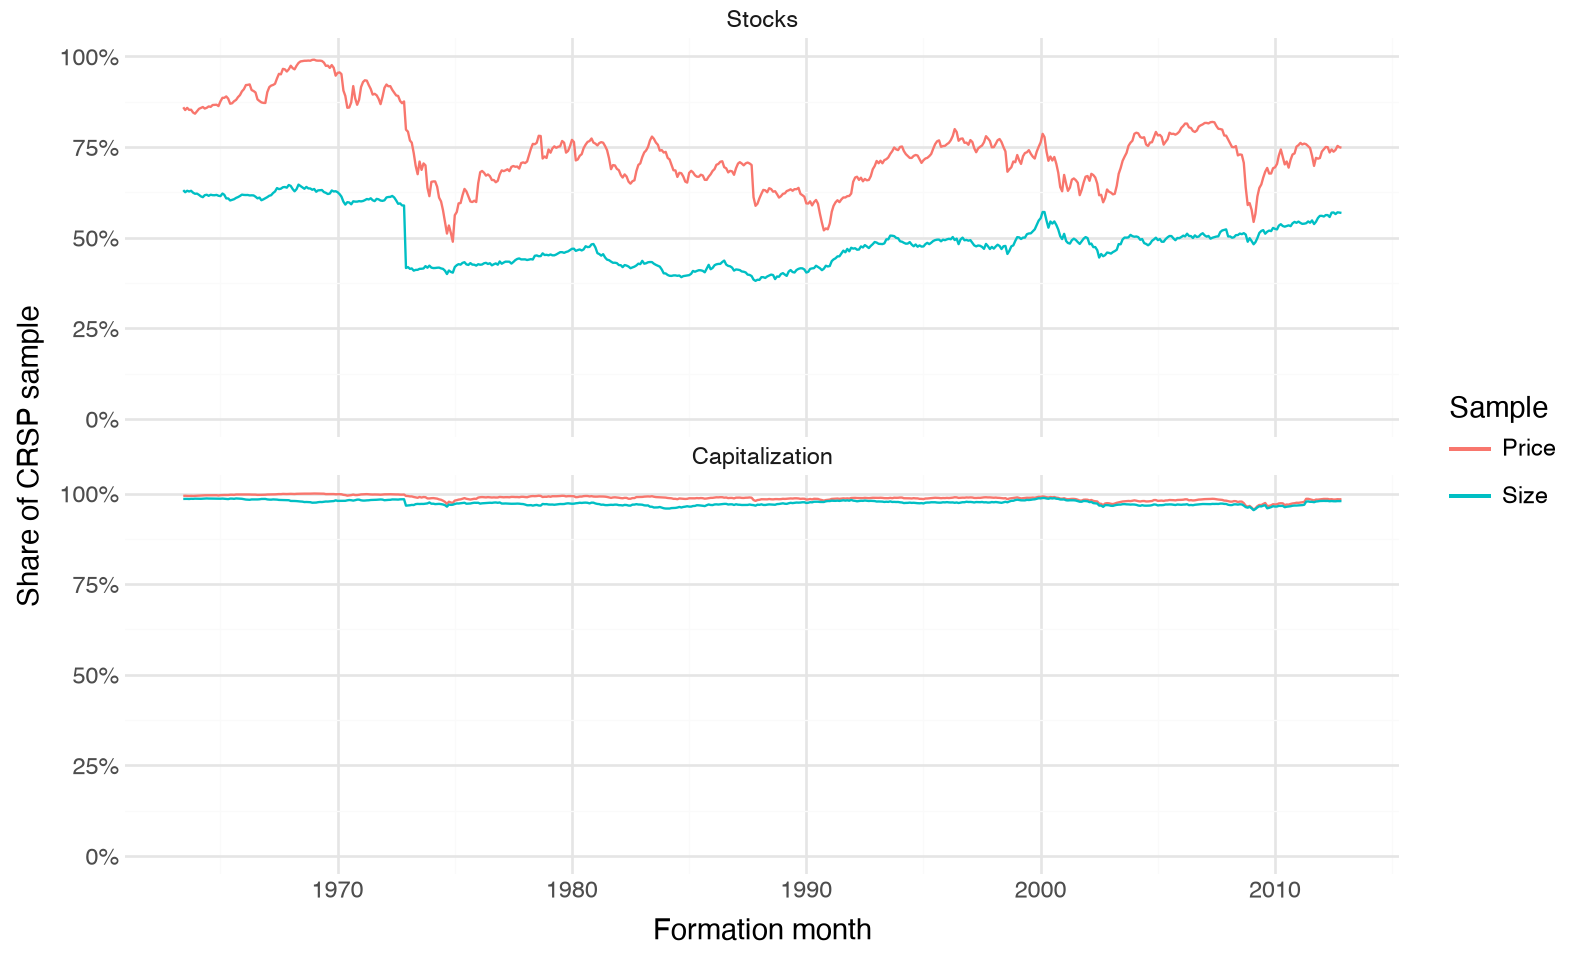 Stocks
100%
75%
50%
25%
0%
Capitalization
100%
75%
50%
25%
0%
1970 1980 1990 2000 2010
Formation month
Share of CRSP sample
Sample
Price
Size